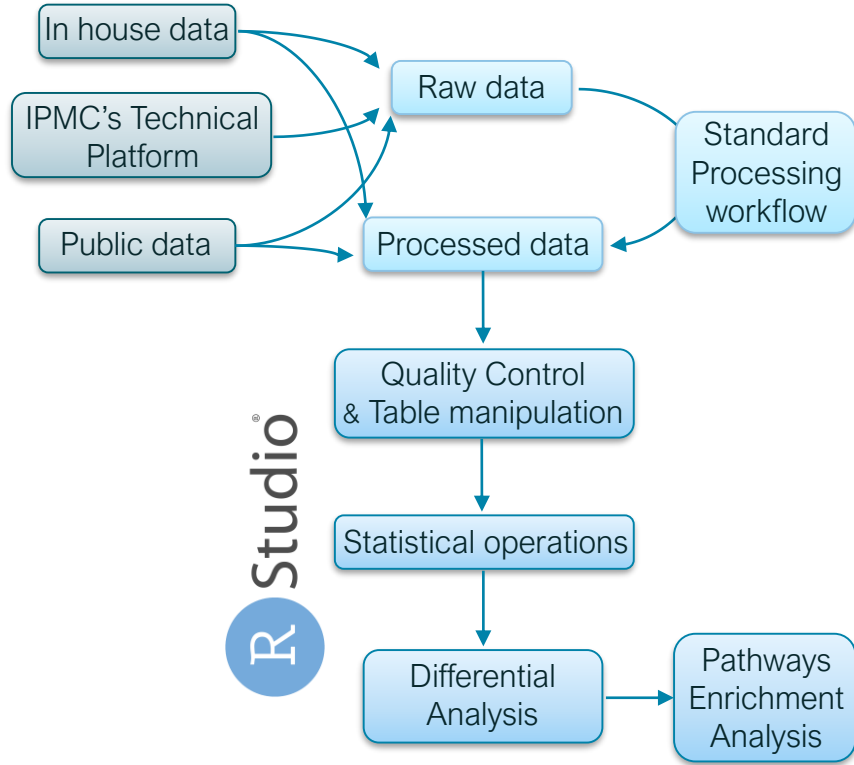 In house data
IPMC’s Technical
Platform
Public data
Raw data
Standard
Processing
workflow
Processed data
Quality Control
& Table manipulation
Statistical operations
Differential
Analysis
Pathways
Enrichment
Analysis
R Studio®